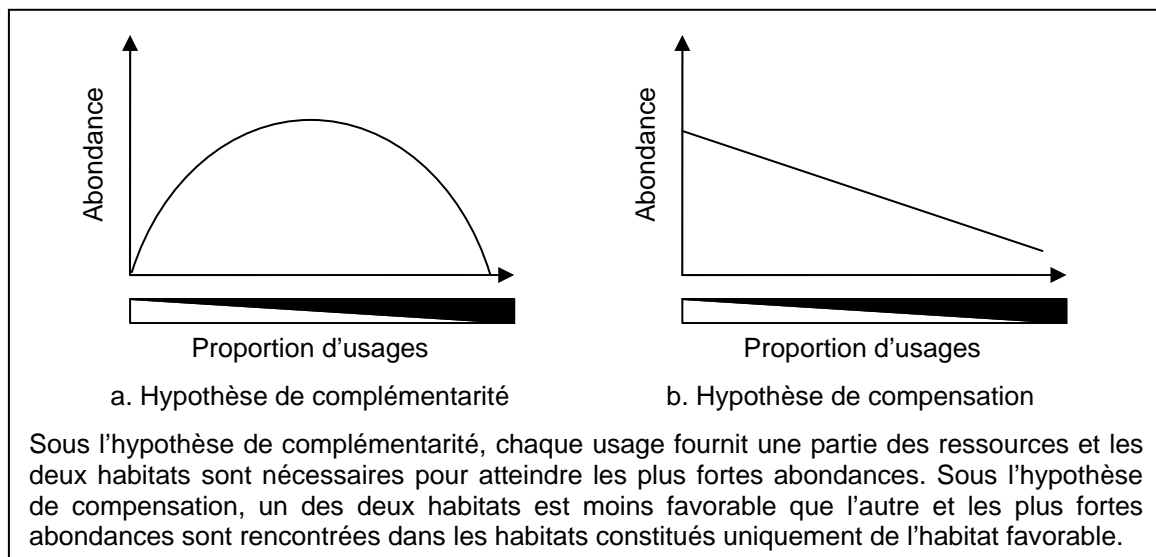 Abondance
Abondance
Proportion d'usages
Proportion d'usages
a. Hypothèse de complémentarité
b. Hypothèse de compensation
Sous l'hypothèse de complémentarité, chaque usage fournit une partie des ressources et les
deux habitats sont nécessaires pour atteindre les plus fortes abondances. Sous l'hypothèse
de compensation, un des deux habitats est moins favorable que l'autre et les plus fortes
abondances sont rencontrées dans les habitats constitués uniquement de l'habitat favorable.